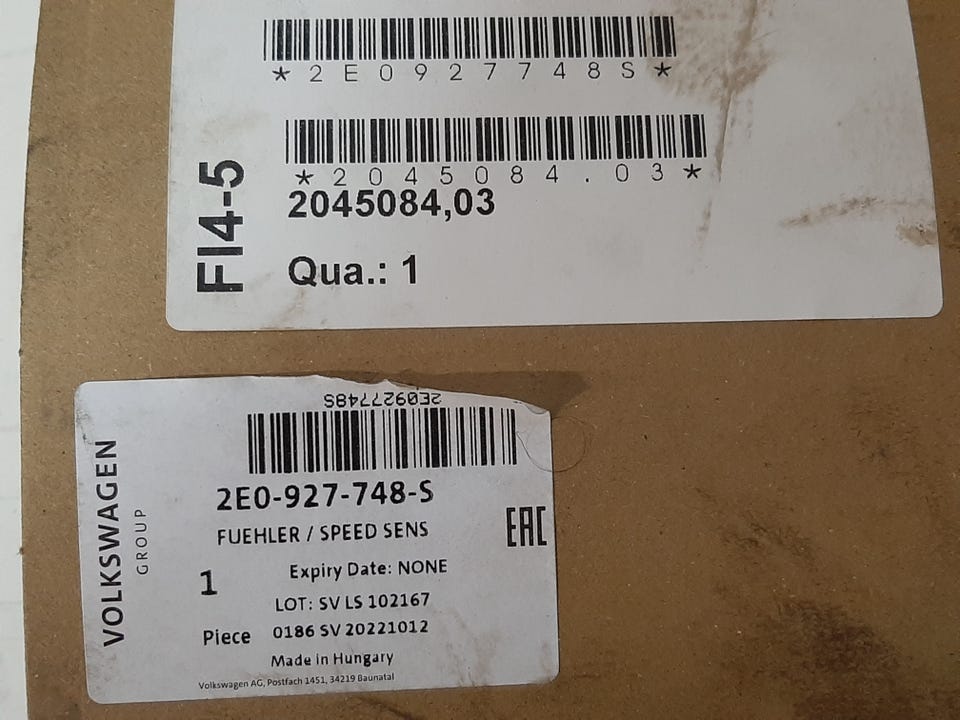 *2E0927748S*
*2045084.03*
2045084,03
FI4-5
Qua.: 1
2E0927748S
VOLKSWAGEN
GROUP
2E0-927-748-S
FUEHLER / SPEED SENS
EAC
1
Expiry Date: NONE
LOT: SV LS 102167
Piece
0186 SV 20221012
Made in Hungary
Volkswagen AG, Postfach 1451, 34219 Baunatal